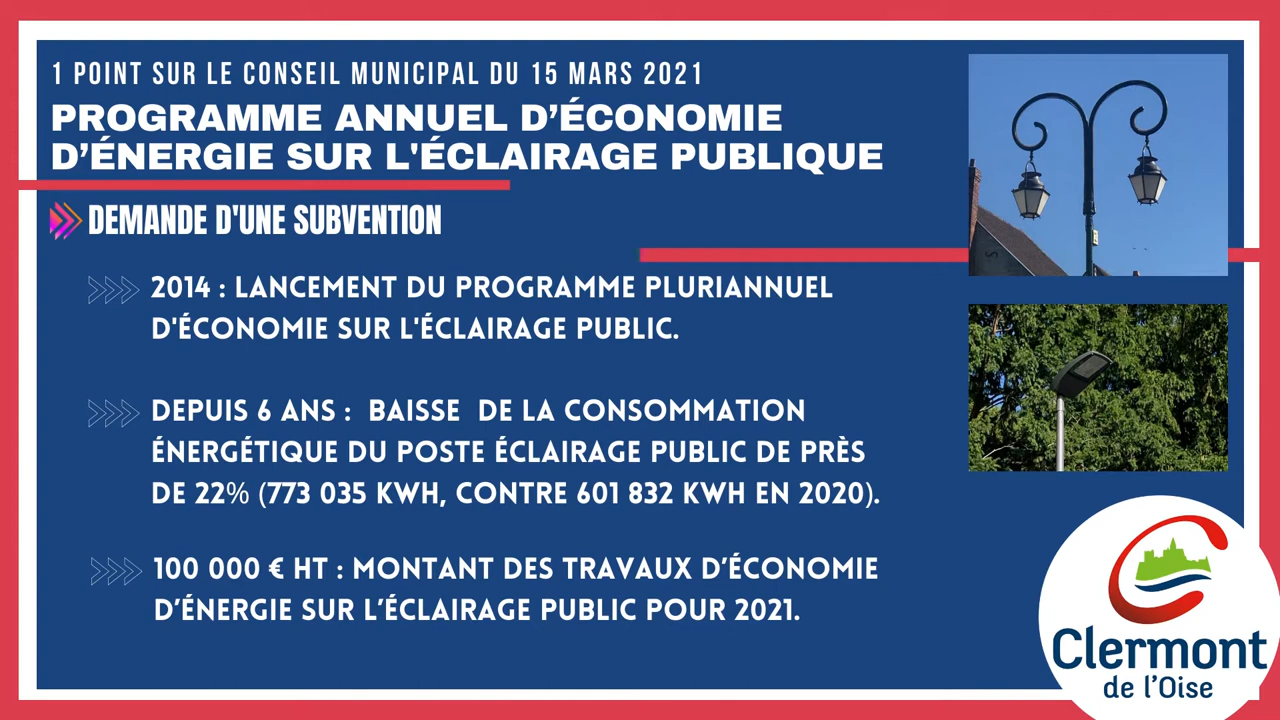 1 POINT SUR LE CONSEIL MUNICIPAL DU 15 MARS 2021
PROGRAMME ANNUEL D’ÉCONOMIE
D’ÉNERGIE SUR L'ÉCLAIRAGE PUBLIQUE
DEMANDE D'UNE SUBVENTION
2014 : LANCEMENT DU PROGRAMME PLURIANNUEL
D'ÉCONOMIE SUR L'ÉCLAIRAGE PUBLIC.
DEPUIS 6 ANS : BAISSE DE LA CONSOMMATION
ÉNERGÉTIQUE DU POSTE ÉCLAIRAGE PUBLIC DE PRÈS
DE 22% (773 035 KWH, CONTRE 601 832 KWH EN 2020).
100 000 € HT : MONTANT DES TRAVAUX D’ÉCONOMIE
D’ÉNERGIE SUR L’ÉCLAIRAGE PUBLIC POUR 2021.
Clermont
de l’Oise